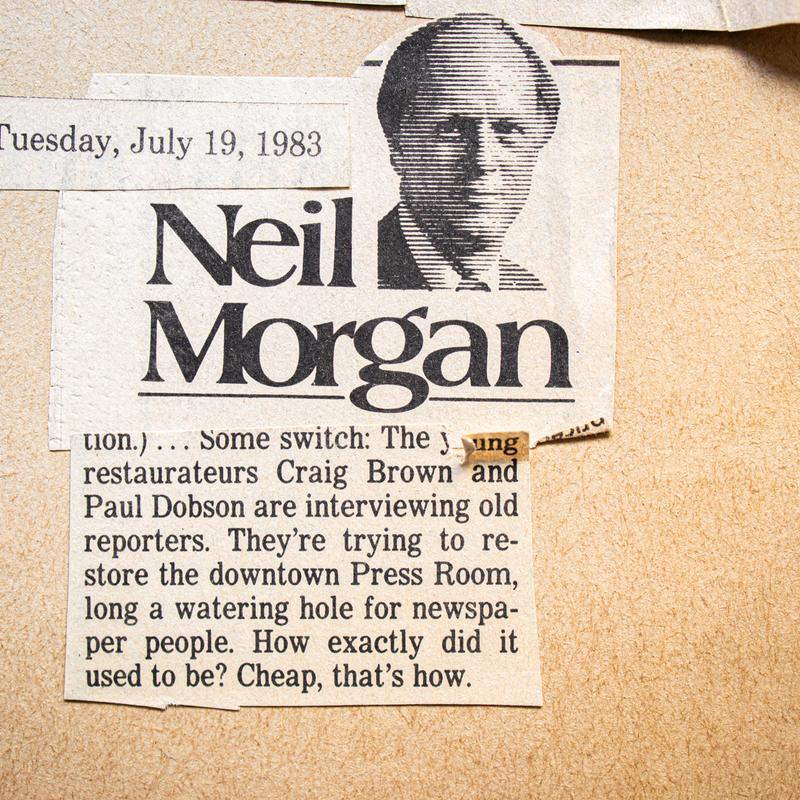 Tuesday, July 19, 1983
Neil
Morgan
tion.) . . . Some switch: The young
restaurateurs Craig Brown and
Paul Dobson are interviewing old
reporters. They're trying to re-
store the downtown Press Room,
long a watering hole for newspa-
per people. How exactly did it
used to be? Cheap, that's how.